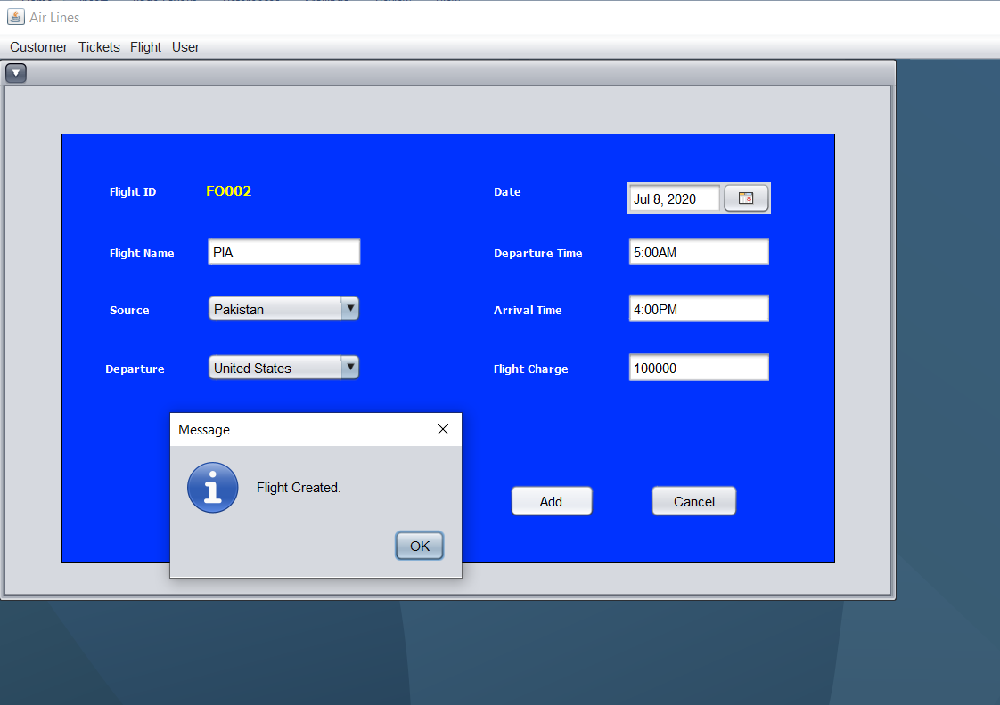 Air Lines
Customer Tickets Flight User
Flight ID FO002 Date Jul 8, 2020
Flight Name PIA Departure Time 5:00AM
Source Pakistan Arrival Time 4:00PM
Departure United States Flight Charge 100000
Message
Flight Created.
Add Cancel
OK